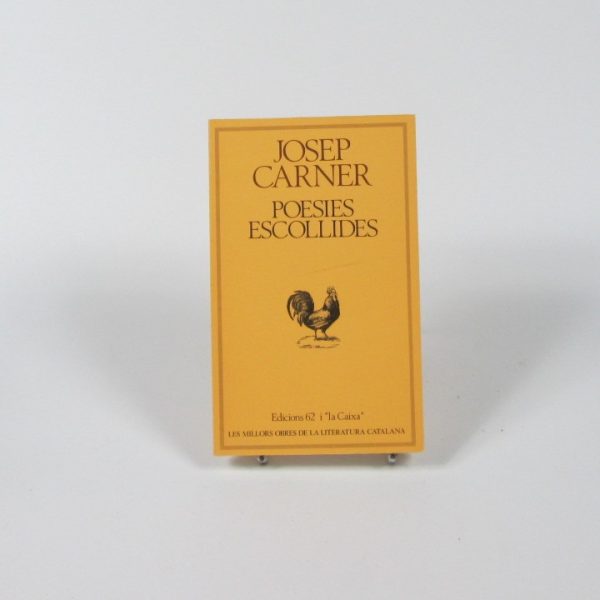 JOSEP
CARNER
POESIES
ESCOLLIDES
Edicions 62 i "la Caixa"
LES MILLORS OBRES DE LA LITERATURA CATALANA